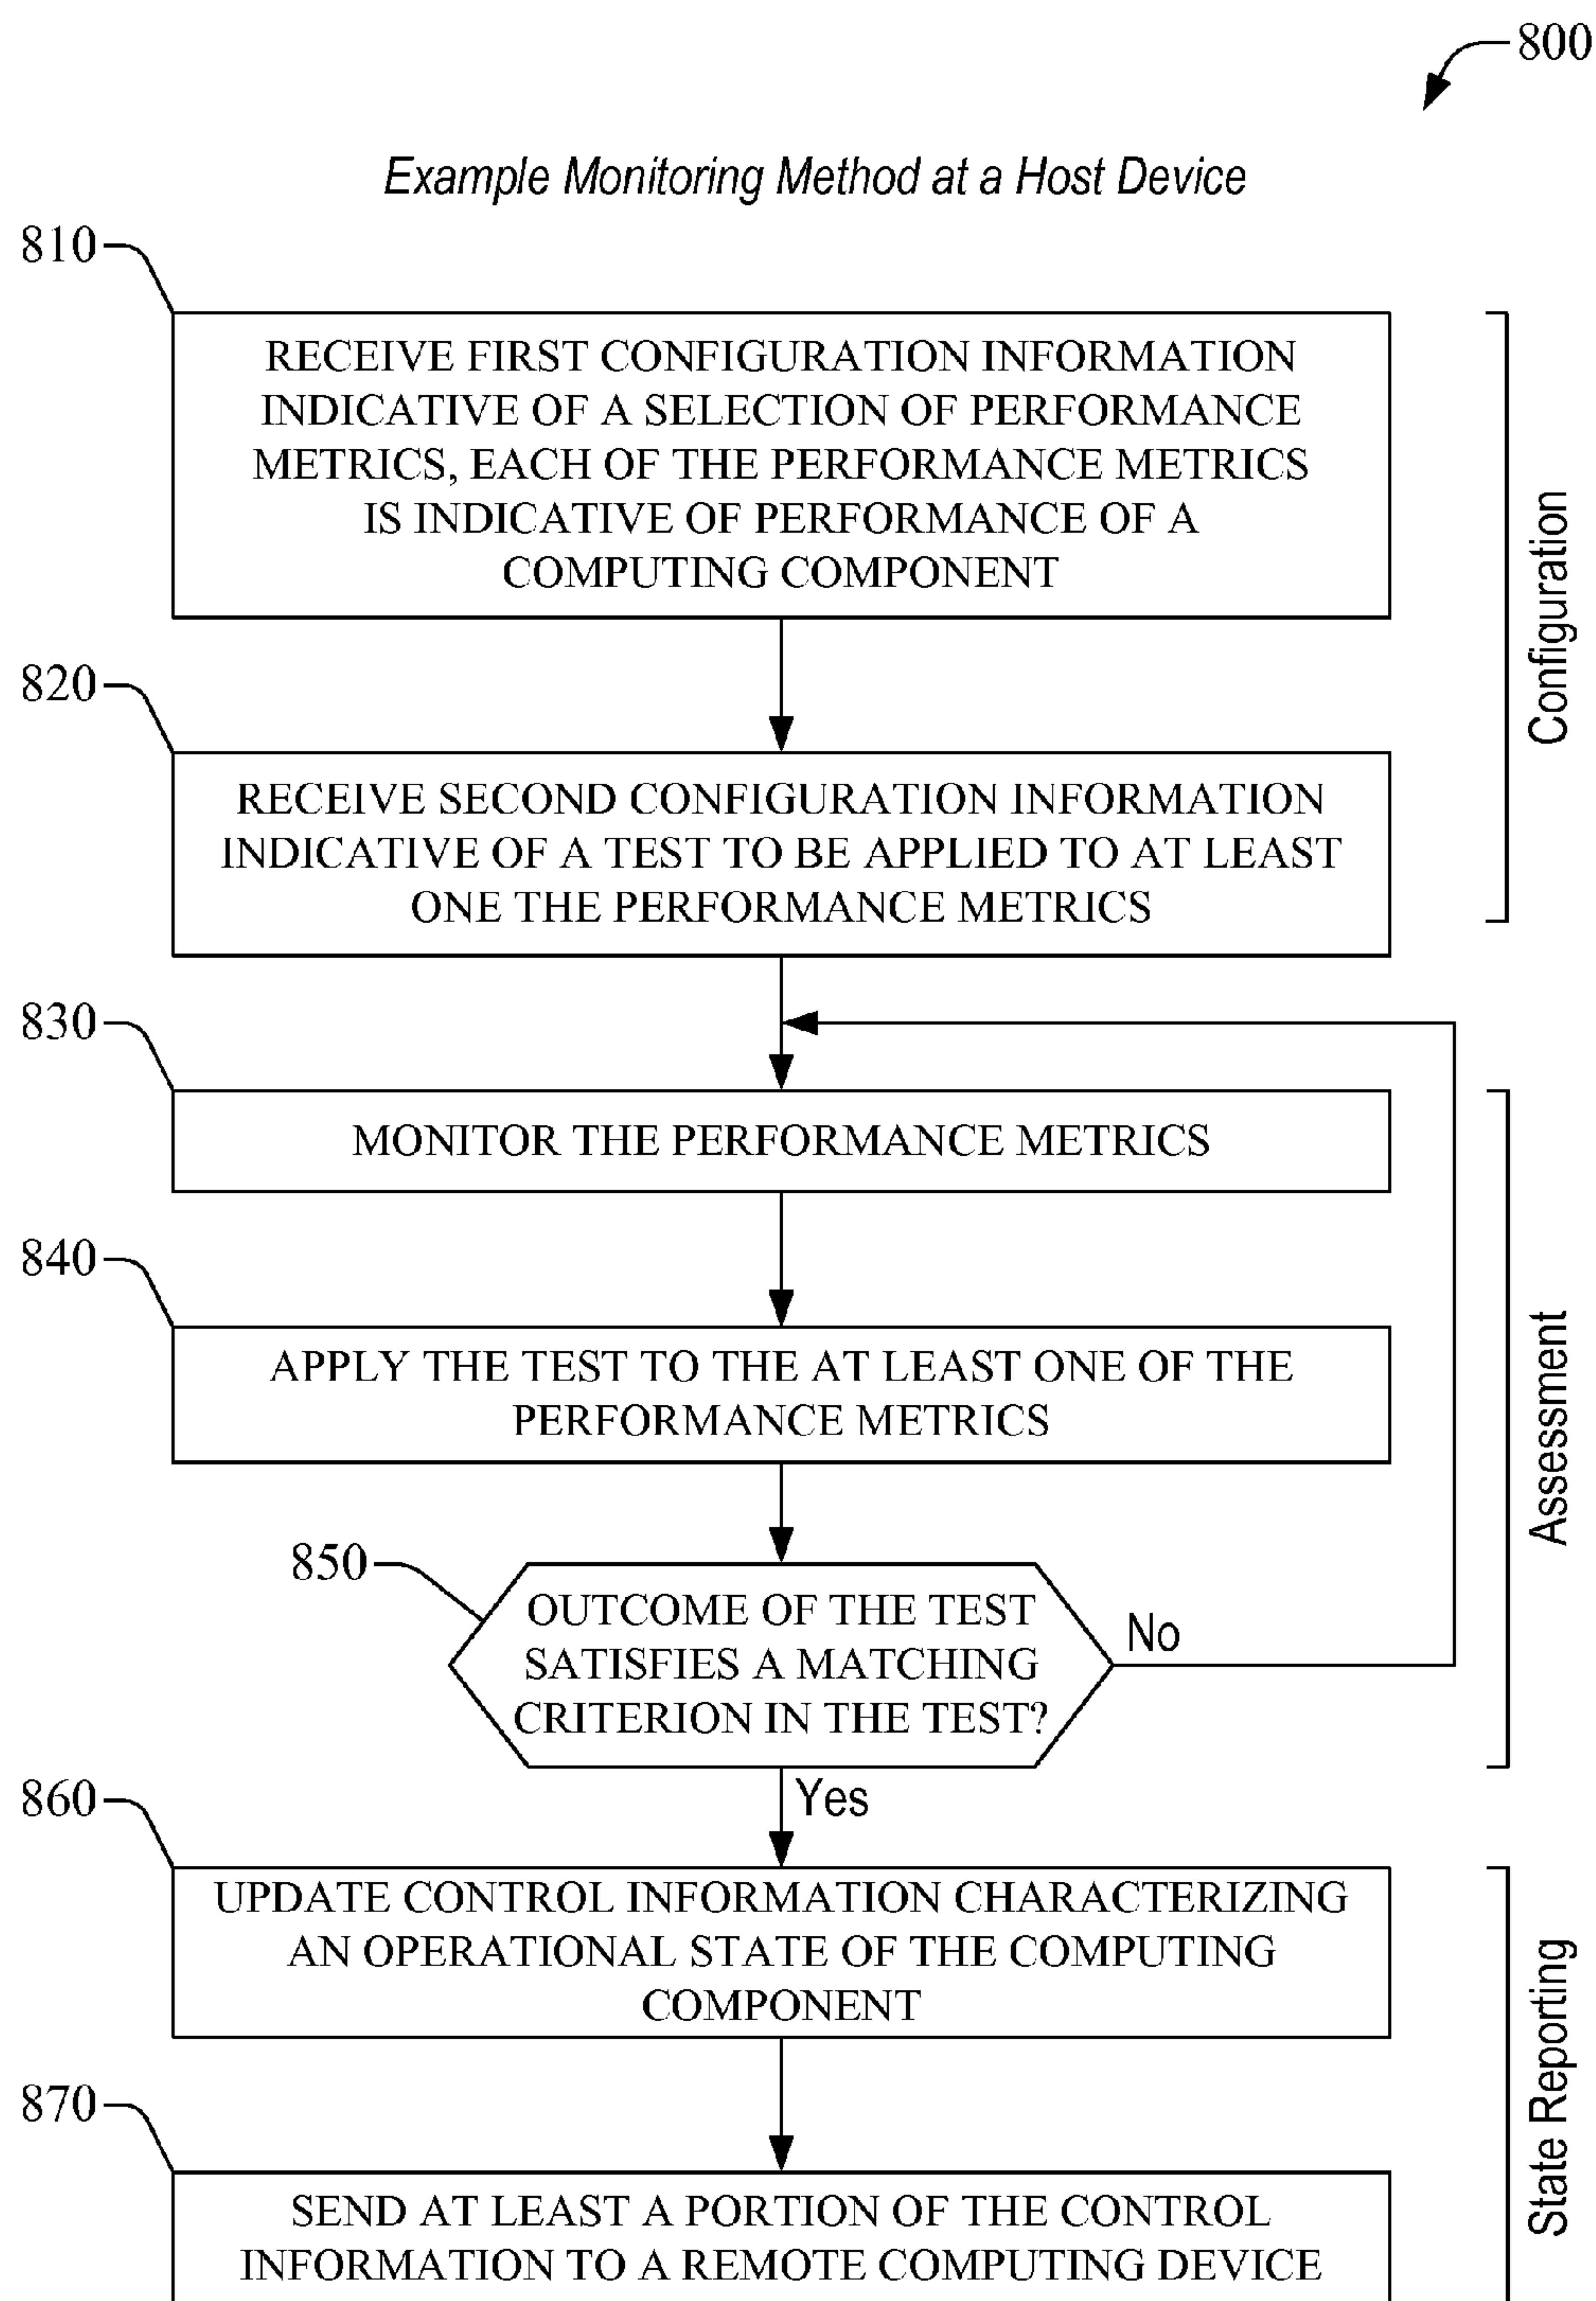 800
Example Monitoring Method at a Host Device
810
RECEIVE FIRST CONFIGURATION INFORMATION
INDICATIVE OF A SELECTION OF PERFORMANCE
METRICS, EACH OF THE PERFORMANCE METRICS
IS INDICATIVE OF PERFORMANCE OF A
COMPUTING COMPONENT
Configuration
820
RECEIVE SECOND CONFIGURATION INFORMATION
INDICATIVE OF A TEST TO BE APPLIED TO AT LEAST
ONE THE PERFORMANCE METRICS
830
MONITOR THE PERFORMANCE METRICS
840
APPLY THE TEST TO THE AT LEAST ONE OF THE
PERFORMANCE METRICS
Assessment
850
OUTCOME OF THE TEST
SATISFIES A MATCHING
CRITERION IN THE TEST?
No
Yes
860
UPDATE CONTROL INFORMATION CHARACTERIZING
AN OPERATIONAL STATE OF THE COMPUTING
COMPONENT
State Reporting
870
SEND AT LEAST A PORTION OF THE CONTROL
INFORMATION TO A REMOTE COMPUTING DEVICE